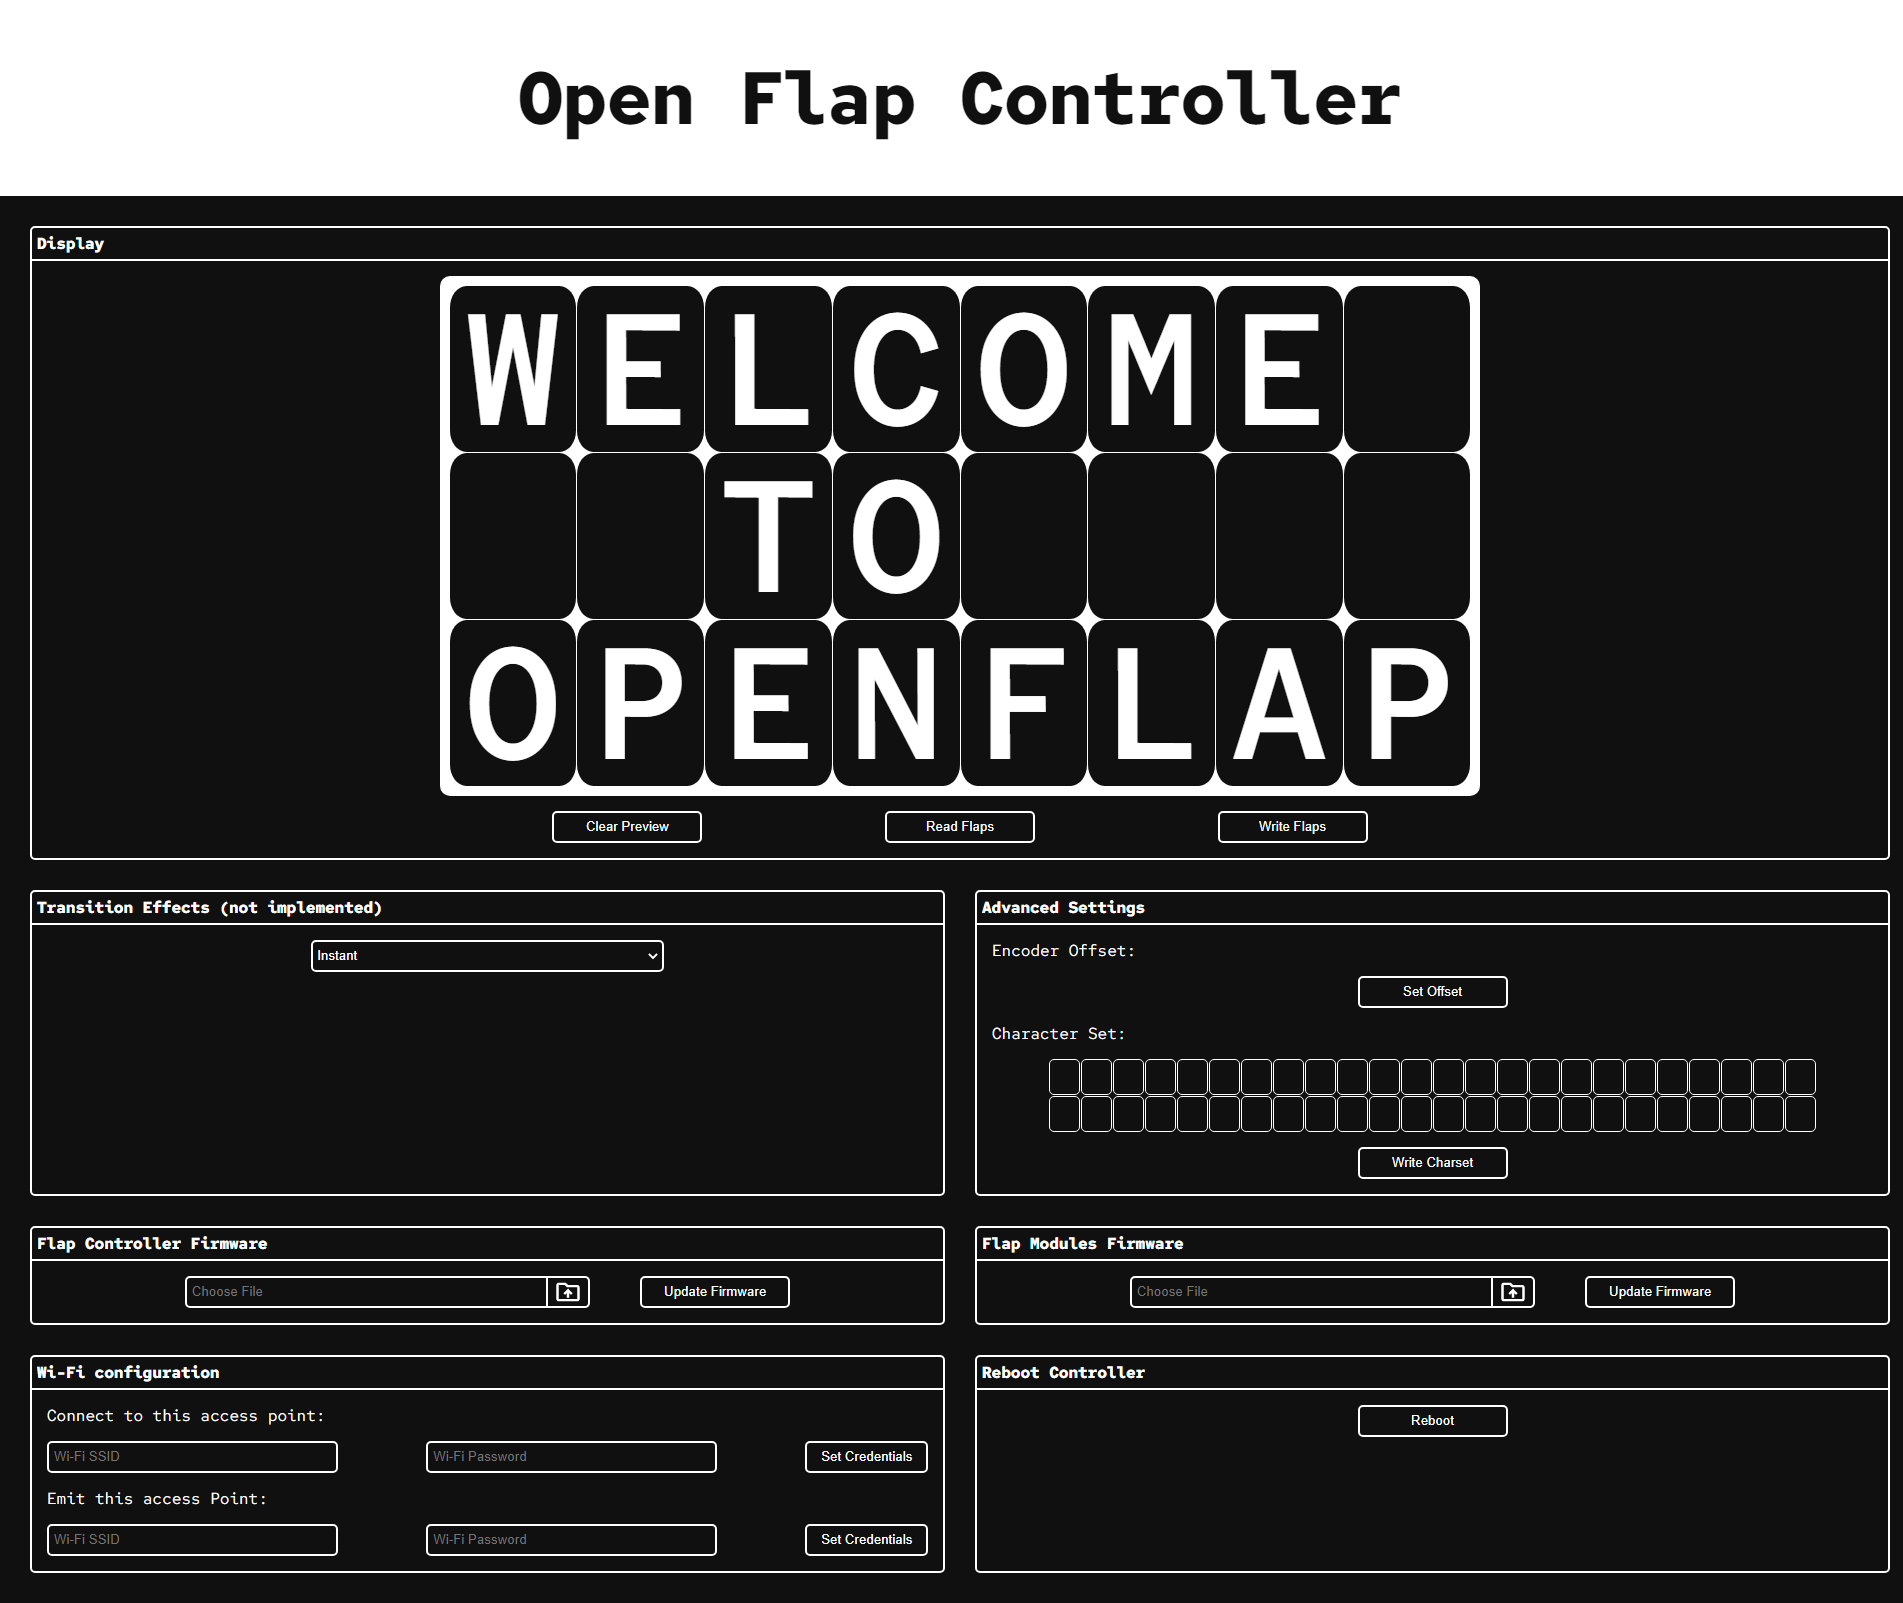 Open Flap Controller
Display
WELCOME
TO
OPENFLAP
Clear Preview Read Flaps Write Flaps
Transition Effects (not implemented)
Instant
Advanced Settings
Encoder Offset:
Set Offset
Character Set:
Write Charset
Flap Controller Firmware
Choose File Update Firmware
Flap Modules Firmware
Choose File Update Firmware
Wi-Fi configuration
Connect to this access point:
Wi-Fi SSID Wi-Fi Password Set Credentials
Emit this access Point:
Wi-Fi SSID Wi-Fi Password Set Credentials
Reboot Controller
Reboot